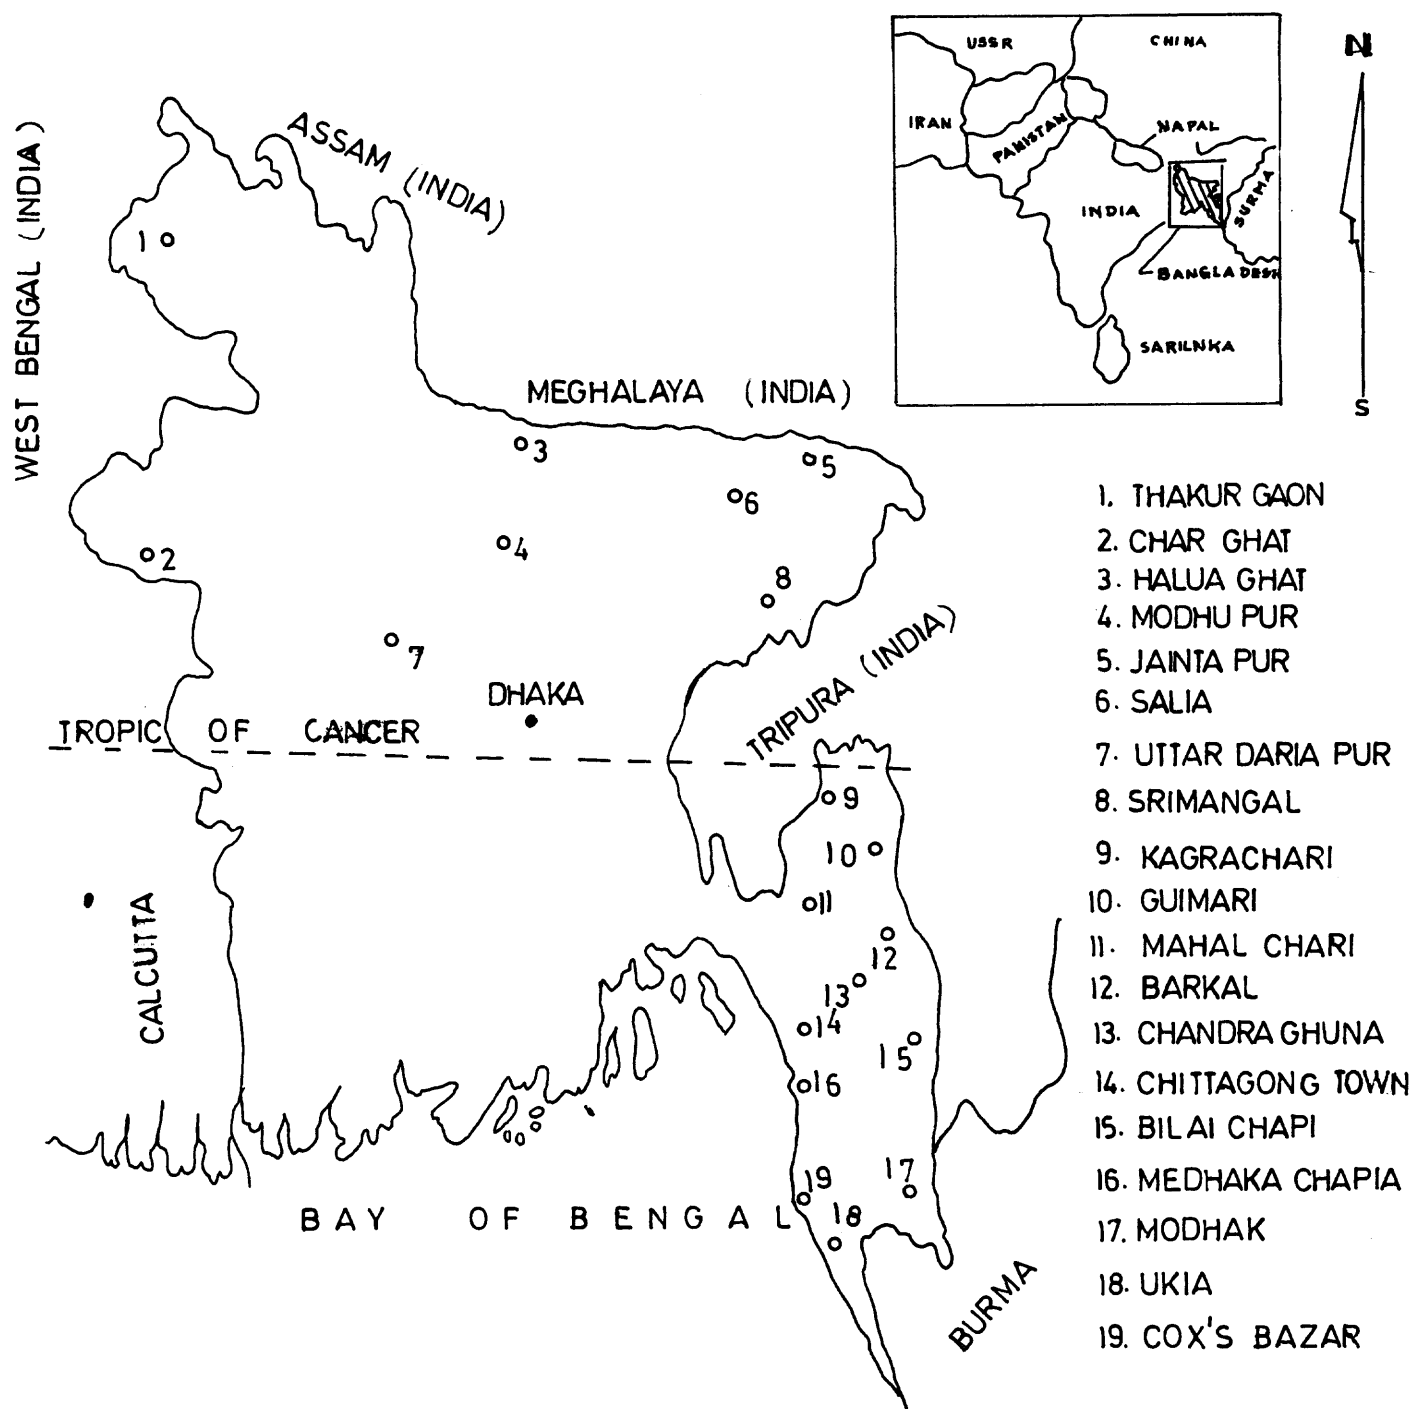 USSR
CHINA
IRAN
PAMISTAN
NAPAL
INDIA
SURMA
BANGLADESH
SARILNKA
N
S
WEST BENGAL (INDIA)
ASSAM (INDIA)
MEGHALAYA (INDIA)
TRIPURA (INDIA)
DHAKA
TROPIC OF CANCER
CALCUTTA
BAY OF BENGAL
BURMA
1
2
3
4
5
6
7
8
9
10
11
12
13
14
15
16
17
18
19
1. THAKUR GAON
2. CHAR GHAT
3. HALUA GHAT
4. MODHU PUR
5. JAINTA PUR
6. SALIA
7. UTTAR DARIA PUR
8. SRIMANGAL
9. KAGRACHARI
10. GUIMARI
11. MAHAL CHARI
12. BARKAL
13. CHANDRA GHUNA
14. CHITTAGONG TOWN
15. BILAI CHAPI
16. MEDHAKA CHAPIA
17. MODHAK
18. UKIA
19. COX'S BAZAR